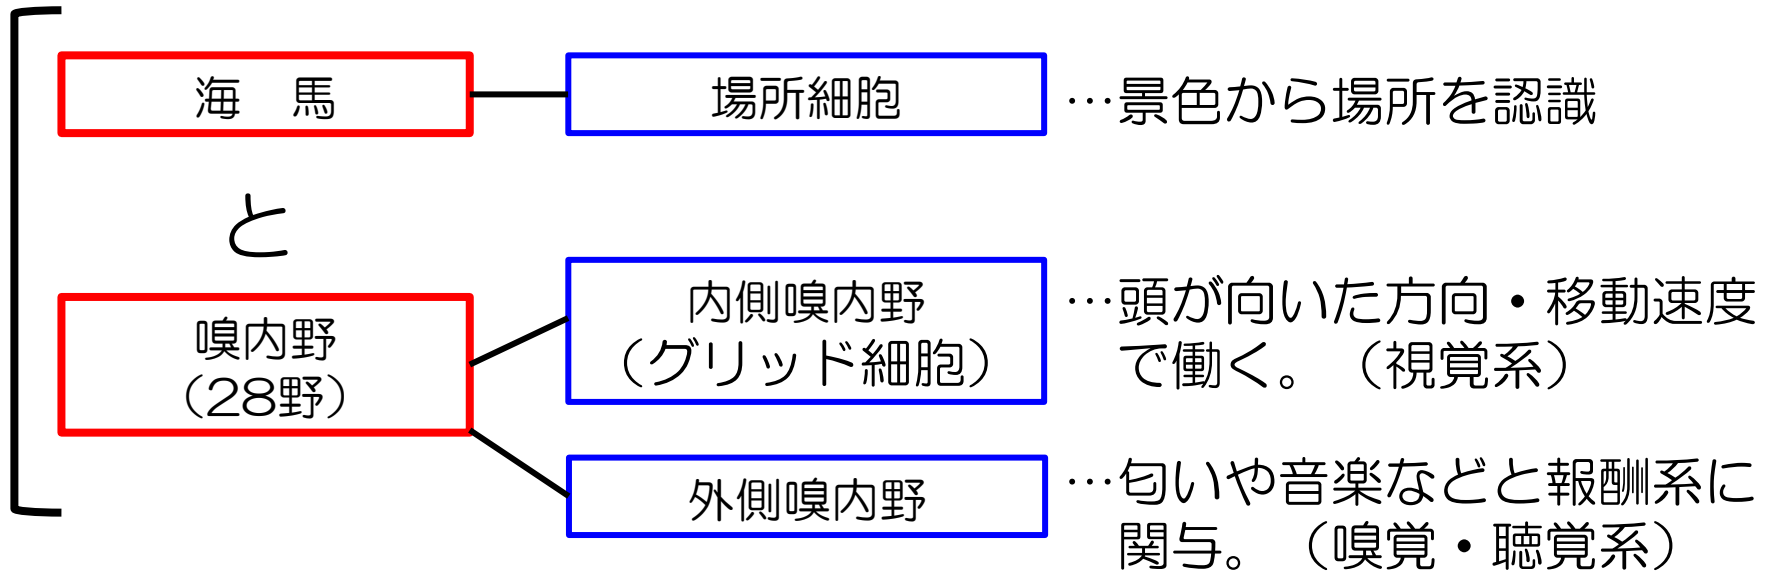 海　馬
場所細胞
…景色から場所を認識
と
嗅内野
（28野）
内側嗅内野
（グリッド細胞）
…頭が向いた方向・移動速度
で働く。（視覚系）
外側嗅内野
…匂いや音楽などと報酬系に
関与。（嗅覚・聴覚系）